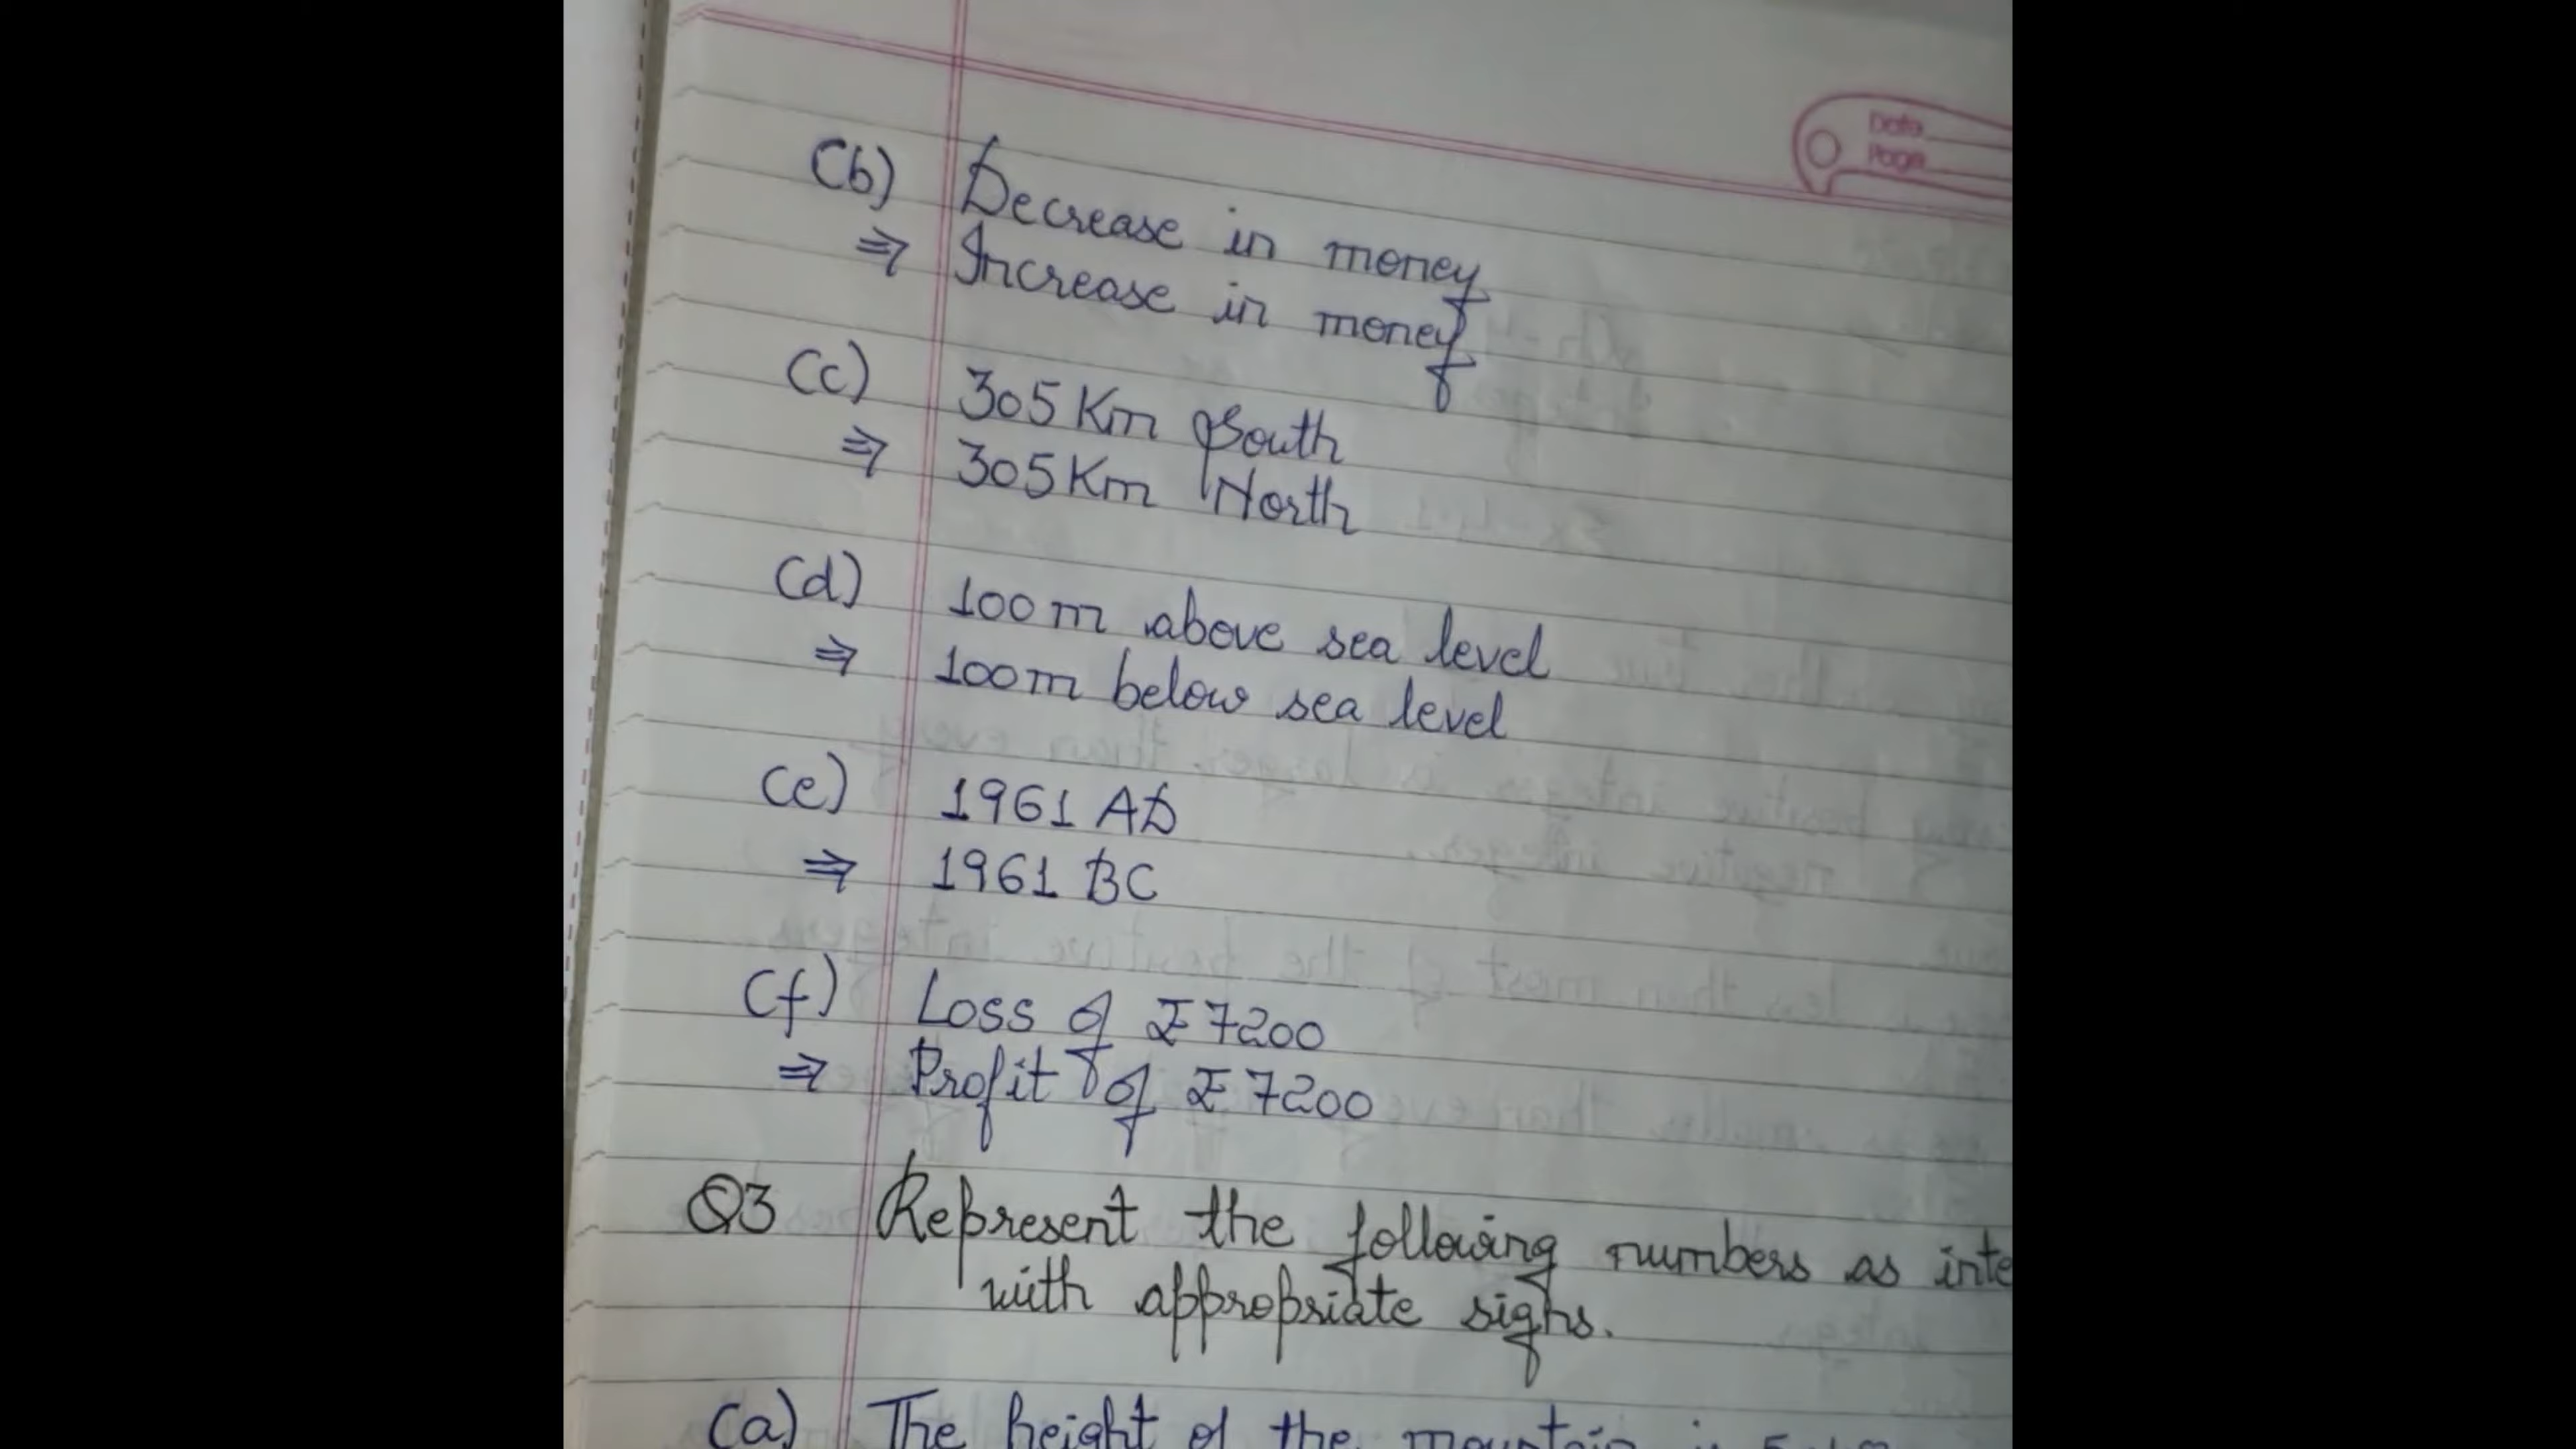 Date
Page
(b) Decrease in money
⇒ Increase in money
(c) 305 Km South
⇒ 305 Km North
(d) 100 m above sea level
⇒ 100 m below sea level
(e) 1961 AD
⇒ 1961 BC
(f) Loss of ₹ 7200
⇒ Profit of ₹ 7200
Q3 Represent the following numbers as inte
with appropriate signs.
(a) The height of the mountain is